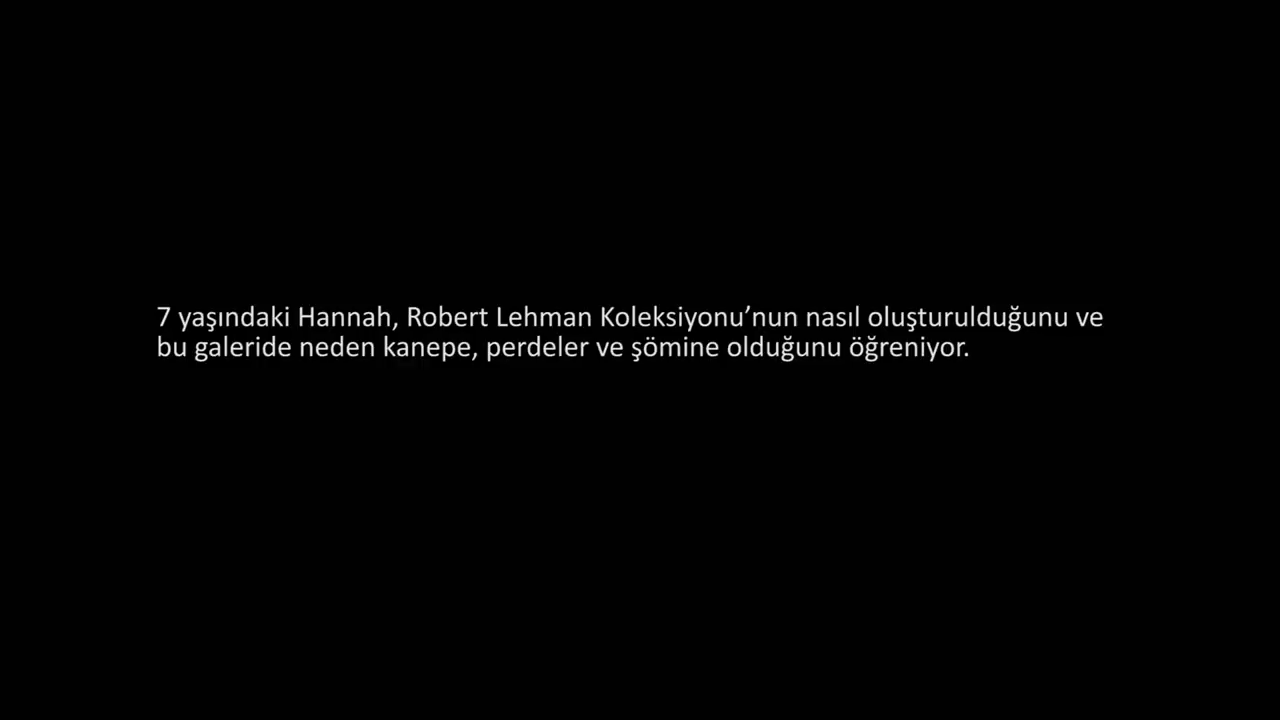 7 yaşındaki Hannah, Robert Lehman Koleksiyonu’nun nasıl oluşturulduğunu ve
bu galeride neden kanepe, perdeler ve şömine olduğunu öğreniyor.